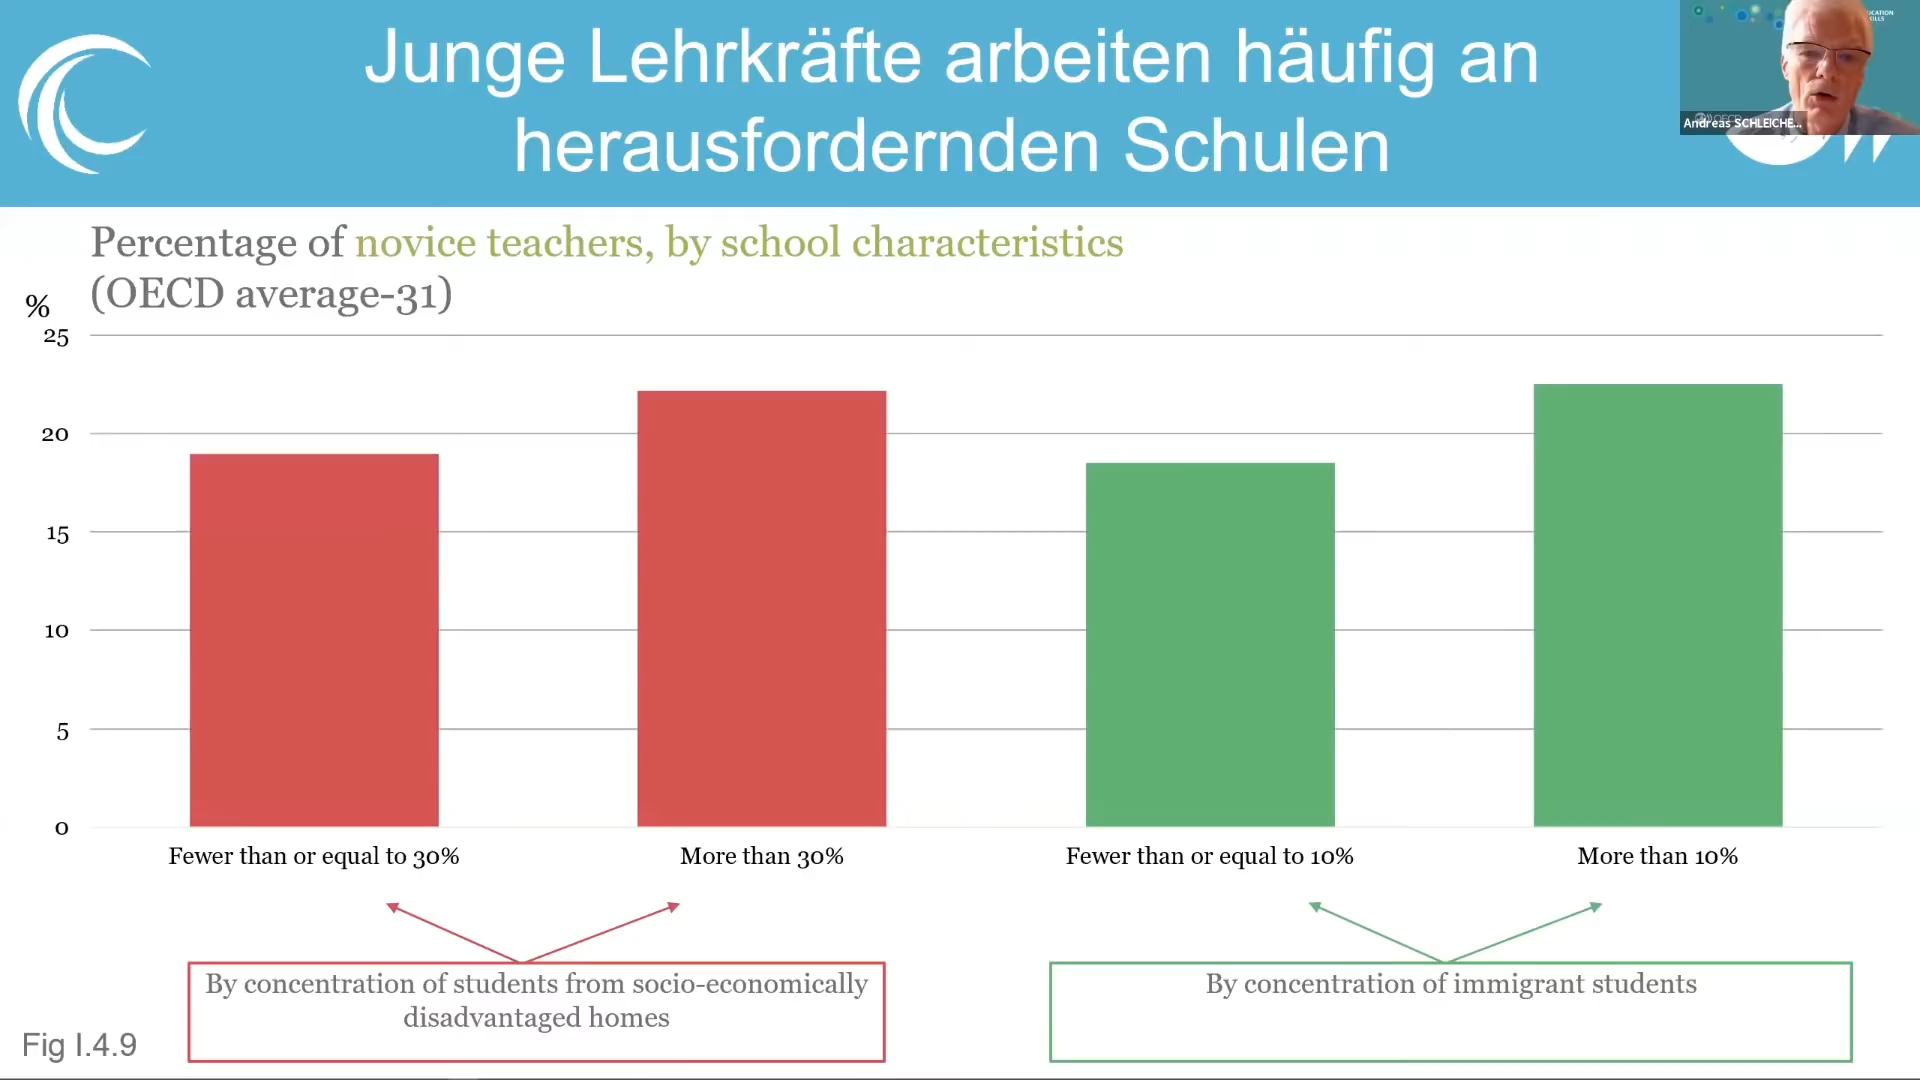 Junge Lehrkräfte arbeiten häufig an
herausfordernden Schulen
Andreas SCHLEICHE...
Percentage of novice teachers, by school characteristics
(OECD average-31)
%
25
20
15
10
5
0
Fewer than or equal to 30%
More than 30%
Fewer than or equal to 10%
More than 10%
By concentration of students from socio-economically
disadvantaged homes
By concentration of immigrant students
Fig I.4.9